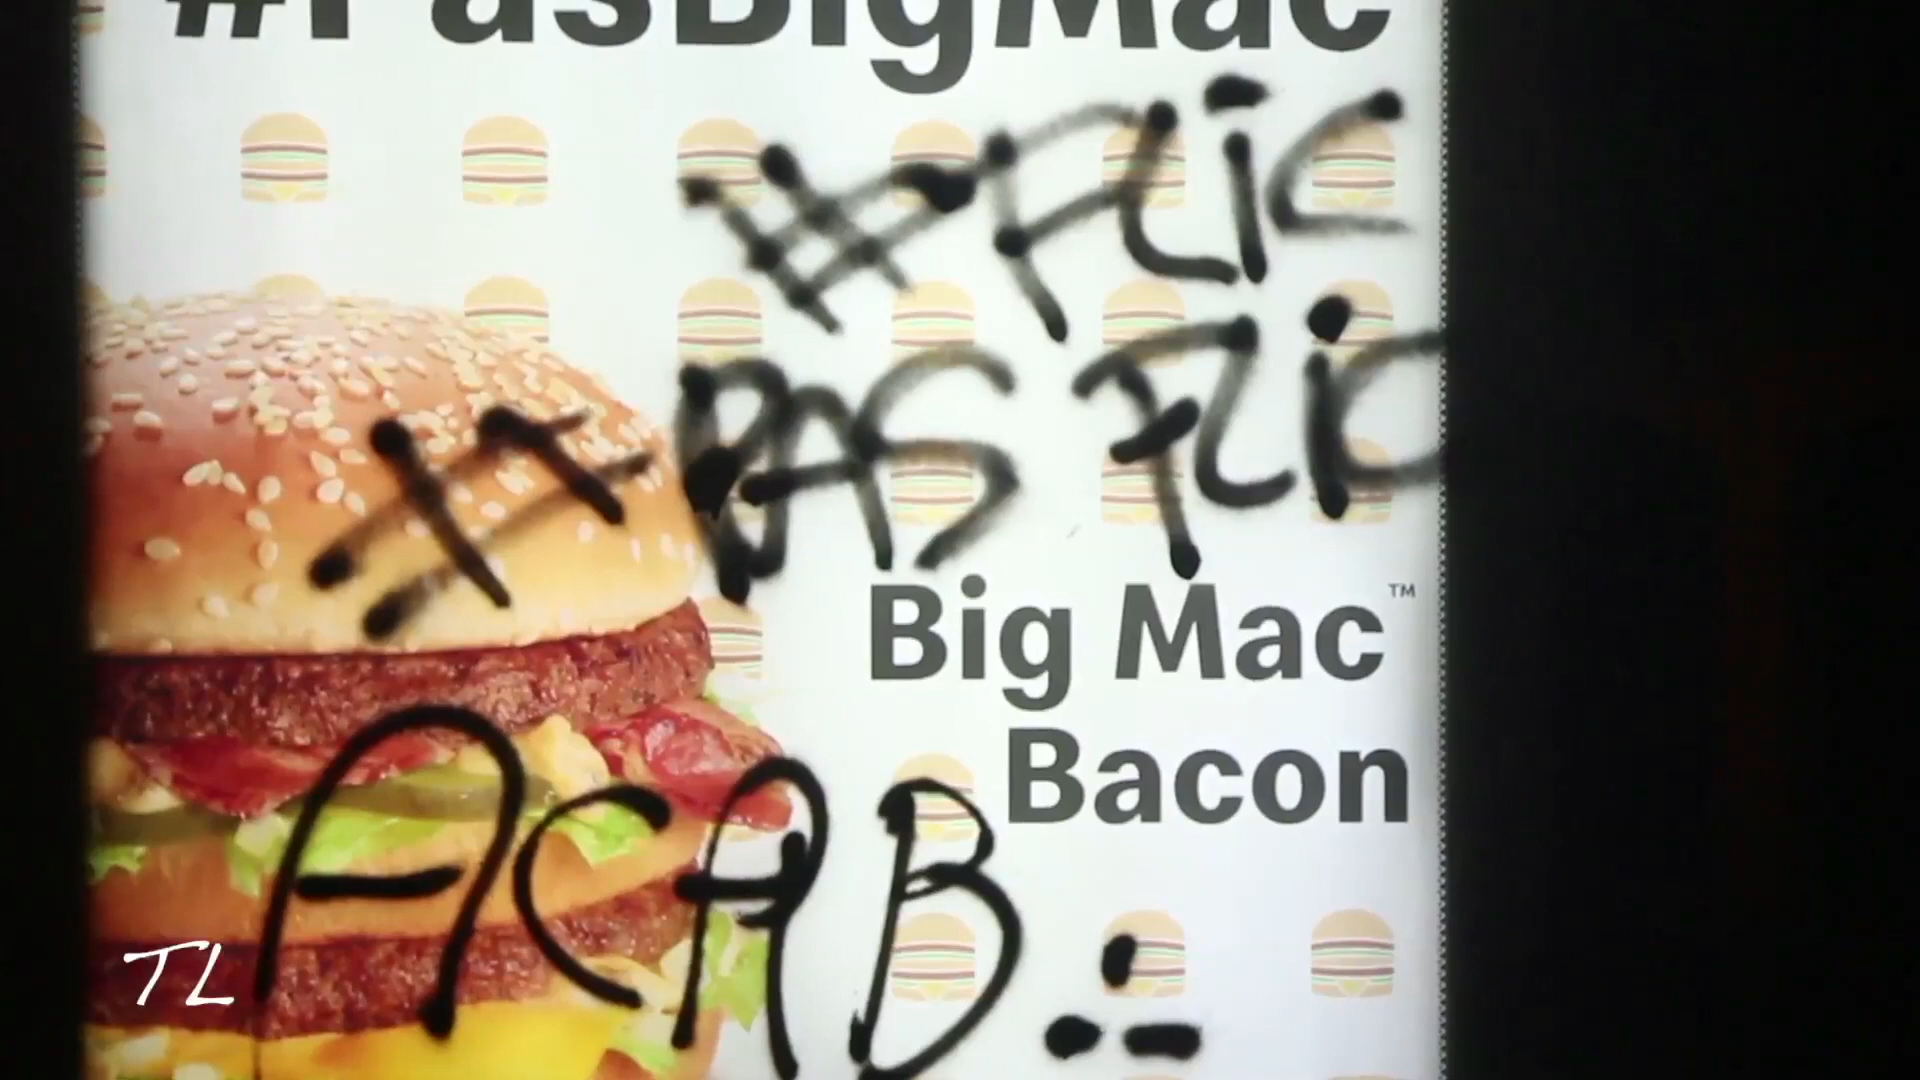 #PasBigMac
#FLiC
#PAS FLiC
Big Mac™
Bacon
ACAB
TL